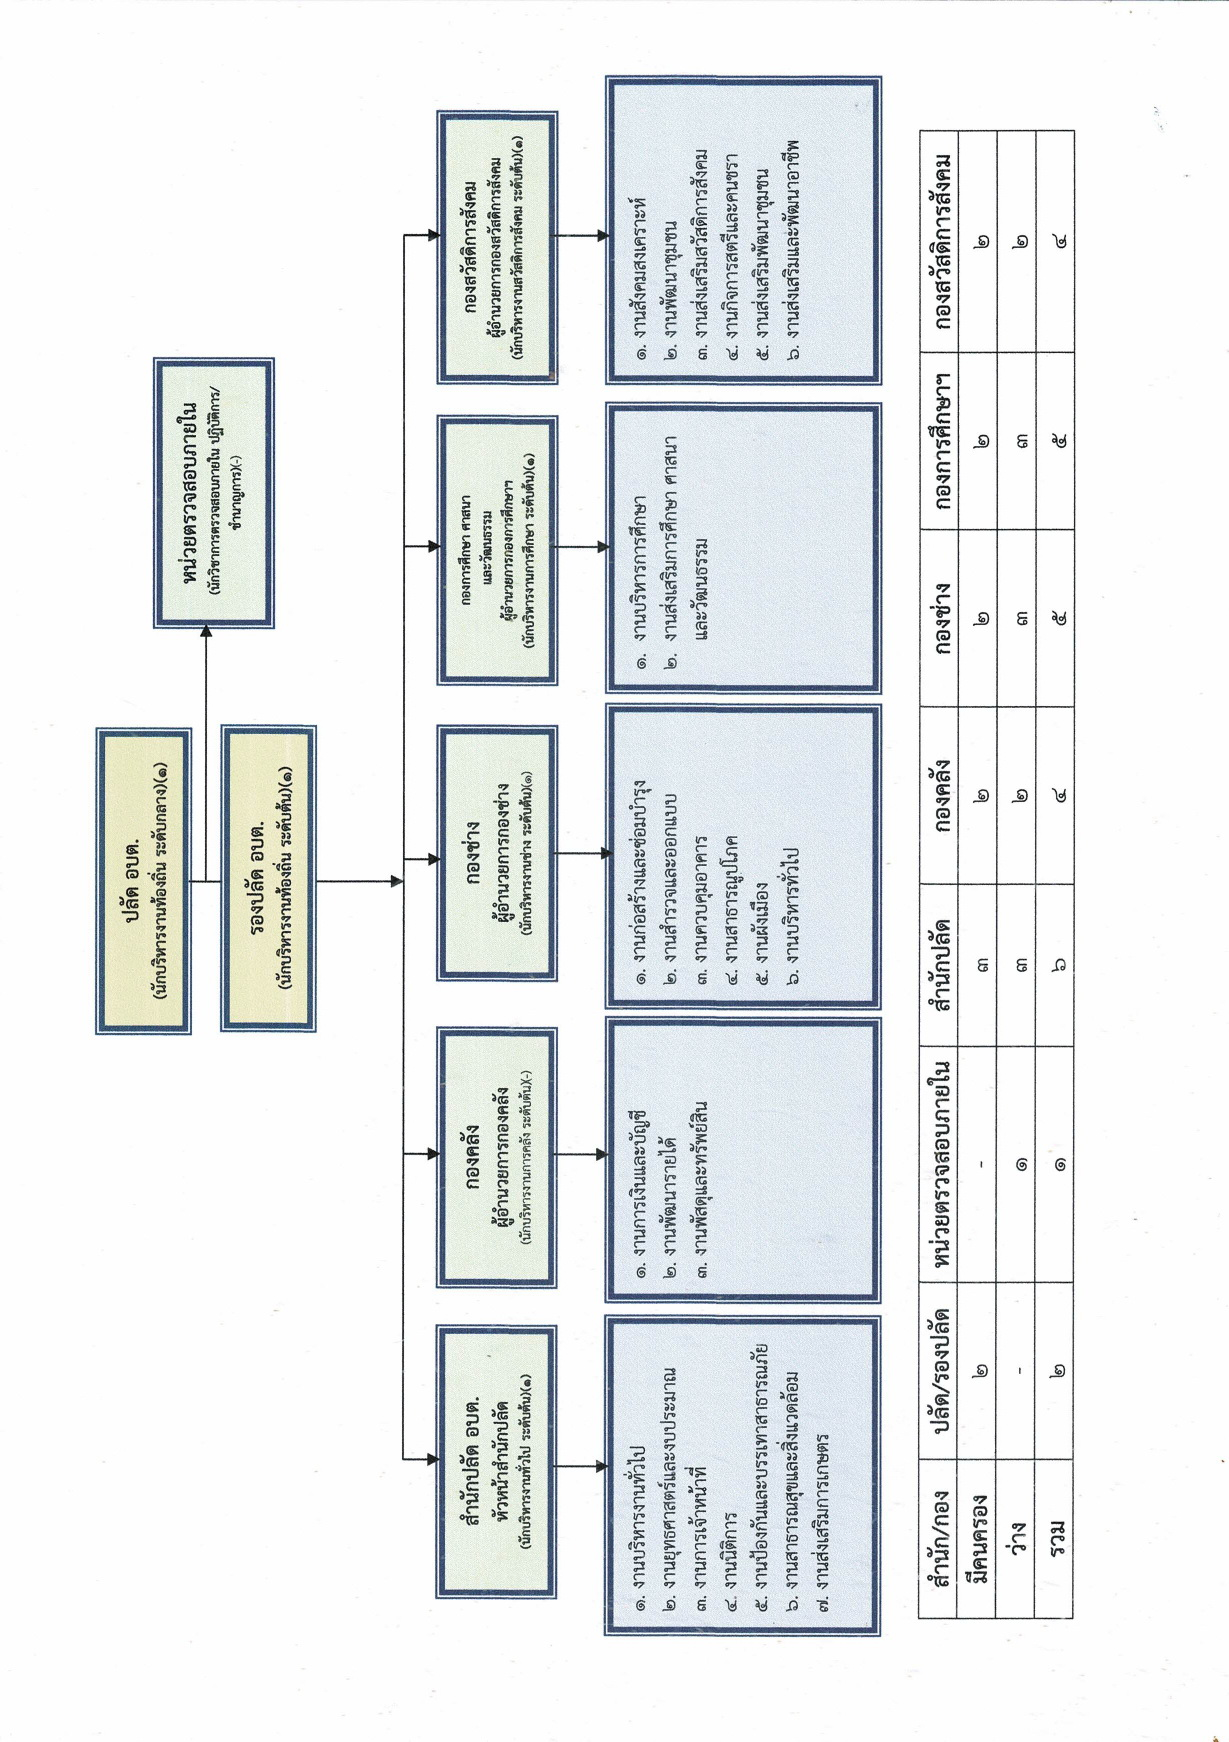 ปลัด อบต.
(นักบริหารงานท้องถิ่น ระดับกลาง)(๑)
หน่วยตรวจสอบภายใน
(นักวิชาการตรวจสอบภายใน ปฏิบัติการ/
ชำนาญการ)(-)
รองปลัด อบต.
(นักบริหารงานท้องถิ่น ระดับต้น)(๑)
สำนักปลัด อบต.
หัวหน้าสำนักปลัด
(นักบริหารงานทั่วไป ระดับต้น)(๑)
กองคลัง
ผู้อำนวยการกองคลัง
(นักบริหารงานการคลัง ระดับต้น)(-)
กองช่าง
ผู้อำนวยการกองช่าง
(นักบริหารงานช่าง ระดับต้น)(๑)
กองการศึกษา ศาสนา
และวัฒนธรรม
ผู้อำนวยการกองการศึกษาฯ
(นักบริหารงานการศึกษา ระดับต้น)(๑)
กองสวัสดิการสังคม
ผู้อำนวยการกองสวัสดิการสังคม
(นักบริหารงานสวัสดิการสังคม ระดับต้น)(๑)
๑. งานบริหารงานทั่วไป
๒. งานยุทธศาสตร์และงบประมาณ
๓. งานการเจ้าหน้าที่
๔. งานนิติการ
๕. งานป้องกันและบรรเทาสาธารณภัย
๖. งานสาธารณสุขและสิ่งแวดล้อม
๗. งานส่งเสริมการเกษตร
๑. งานการเงินและบัญชี
๒. งานพัฒนารายได้
๓. งานพัสดุและทรัพย์สิน
๑. งานก่อสร้างและซ่อมบำรุง
๒. งานสำรวจและออกแบบ
๓. งานควบคุมอาคาร
๔. งานสาธารณูปโภค
๕. งานผังเมือง
๖. งานบริหารทั่วไป
๑. งานบริหารการศึกษา
๒. งานส่งเสริมการศึกษา ศาสนา
และวัฒนธรรม
๑. งานสังคมสงเคราะห์
๒. งานพัฒนาชุมชน
๓. งานส่งเสริมสวัสดิการสังคม
๔. งานกิจการสตรีและคนชรา
๕. งานส่งเสริมพัฒนาชุมชน
๖. งานส่งเสริมและพัฒนาอาชีพ
สำนัก/กอง ปลัด/รองปลัด หน่วยตรวจสอบภายใน สำนักปลัด กองคลัง กองช่าง กองการศึกษาฯ กองสวัสดิการสังคม
มีคนครอง ๒ - ๓ ๒ ๒ ๒ ๒
ว่าง - ๑ ๓ ๒ ๓ ๓ ๒
รวม ๒ ๑ ๖ ๔ ๕ ๕ ๔